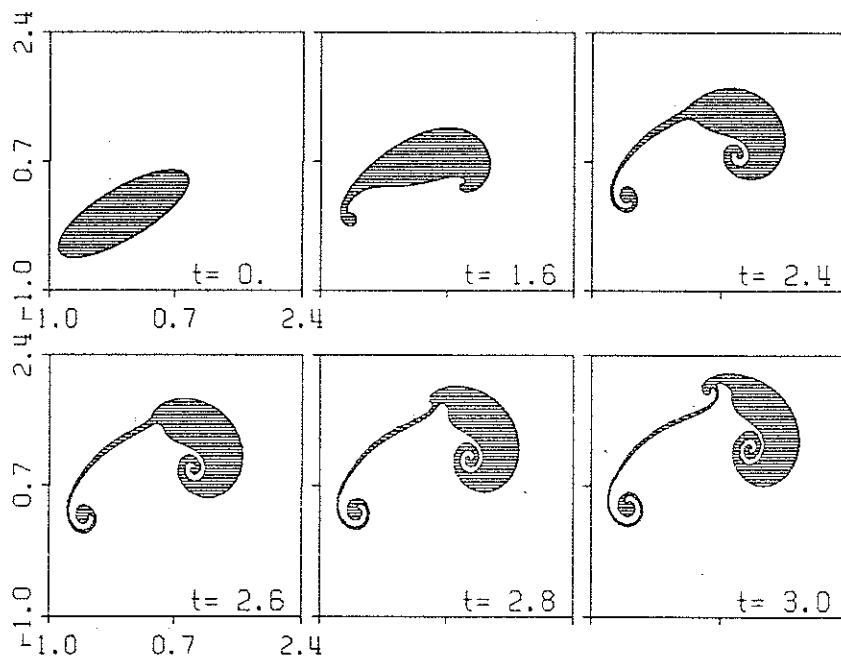 2.4
0.7
-1.0
t= 0.
t= 1.6
t= 2.4
-1.0 0.7 2.4
2.4
0.7
-1.0
t= 2.6
t= 2.8
t= 3.0
-1.0 0.7 2.4